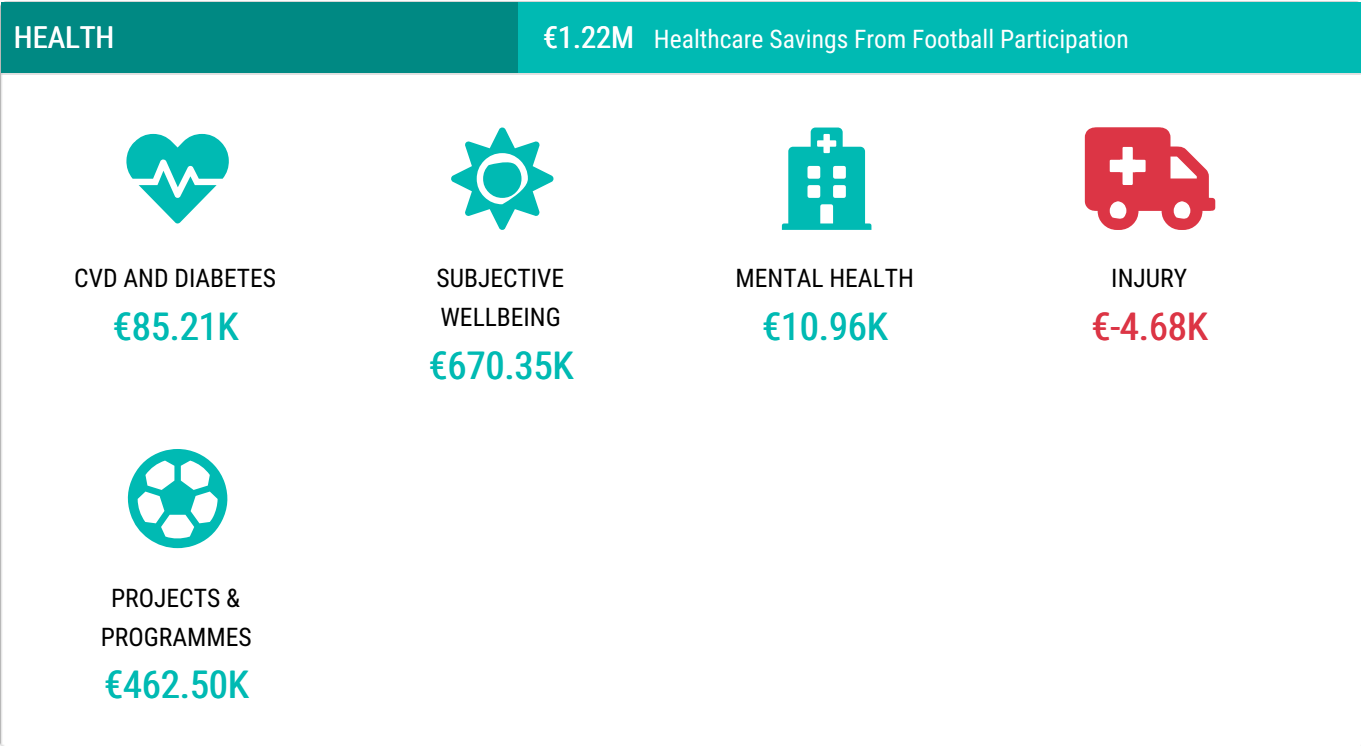 HEALTH
€1.22M Healthcare Savings From Football Participation
CVD AND DIABETES
€85.21K
SUBJECTIVE
WELLBEING
€670.35K
MENTAL HEALTH
€10.96K
INJURY
€-4.68K
PROJECTS &
PROGRAMMES
€462.50K